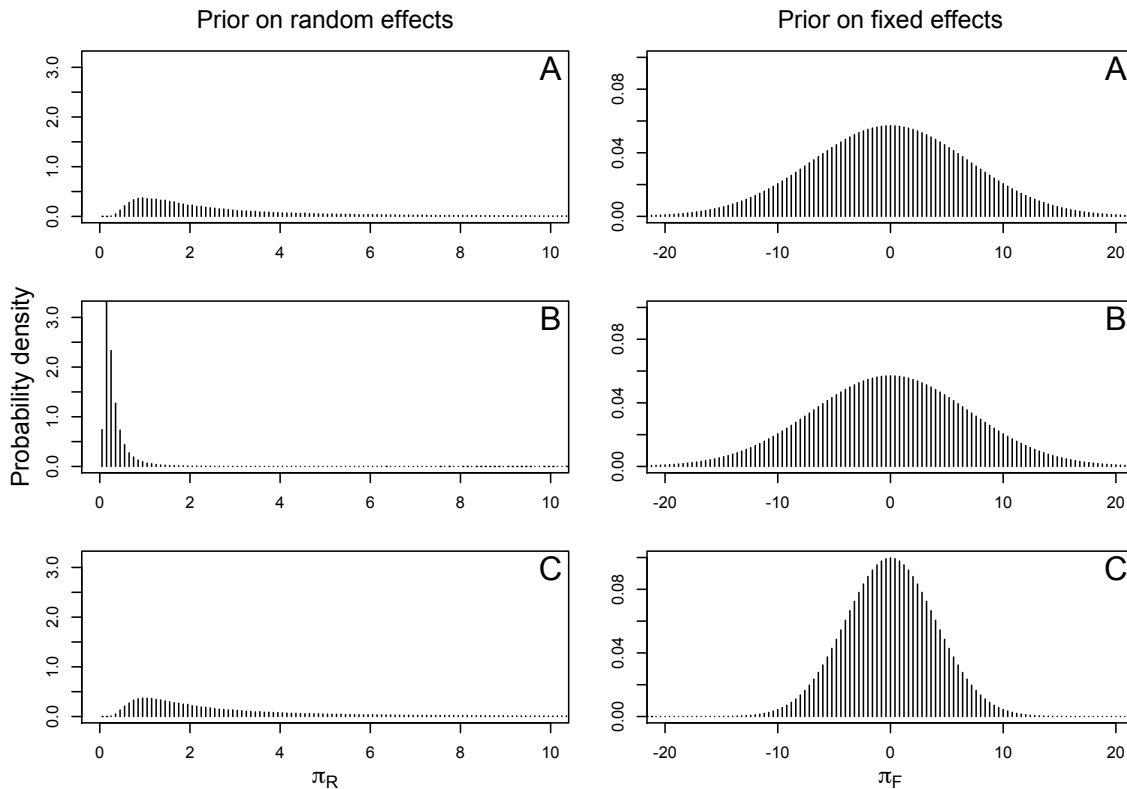 Prior on random effects
Prior on fixed effects
Probability density
A
0.0 1.0 2.0 3.0
0 2 4 6 8 10
A
0.00 0.04 0.08
-20 -10 0 10 20
B
0.0 1.0 2.0 3.0
0 2 4 6 8 10
B
0.00 0.04 0.08
-20 -10 0 10 20
C
0.0 1.0 2.0 3.0
0 2 4 6 8 10
πR
C
0.00 0.04 0.08
-20 -10 0 10 20
πF